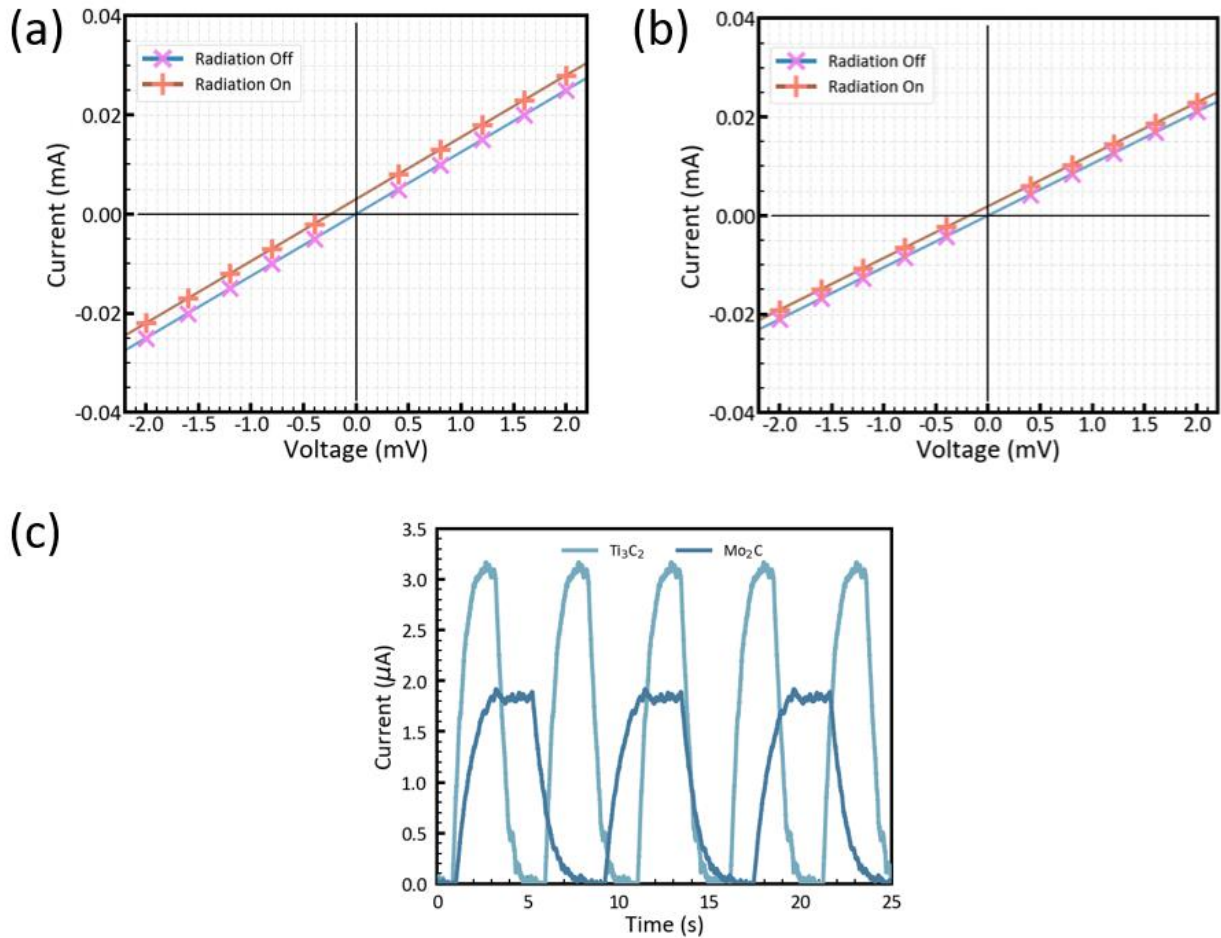 (a)
0.04
0.02
0.00
-0.02
-0.04
Current (mA)
Radiation Off
Radiation On
-2.0 -1.5 -1.0 -0.5 0.0 0.5 1.0 1.5 2.0
Voltage (mV)
(b)
0.04
0.02
0.00
-0.02
-0.04
Current (mA)
Radiation Off
Radiation On
-2.0 -1.5 -1.0 -0.5 0.0 0.5 1.0 1.5 2.0
Voltage (mV)
(c)
3.5
3.0
2.5
2.0
1.5
1.0
0.5
0.0
Current (μA)
Ti₃C₂ Mo₂C
0 5 10 15 20 25
Time (s)